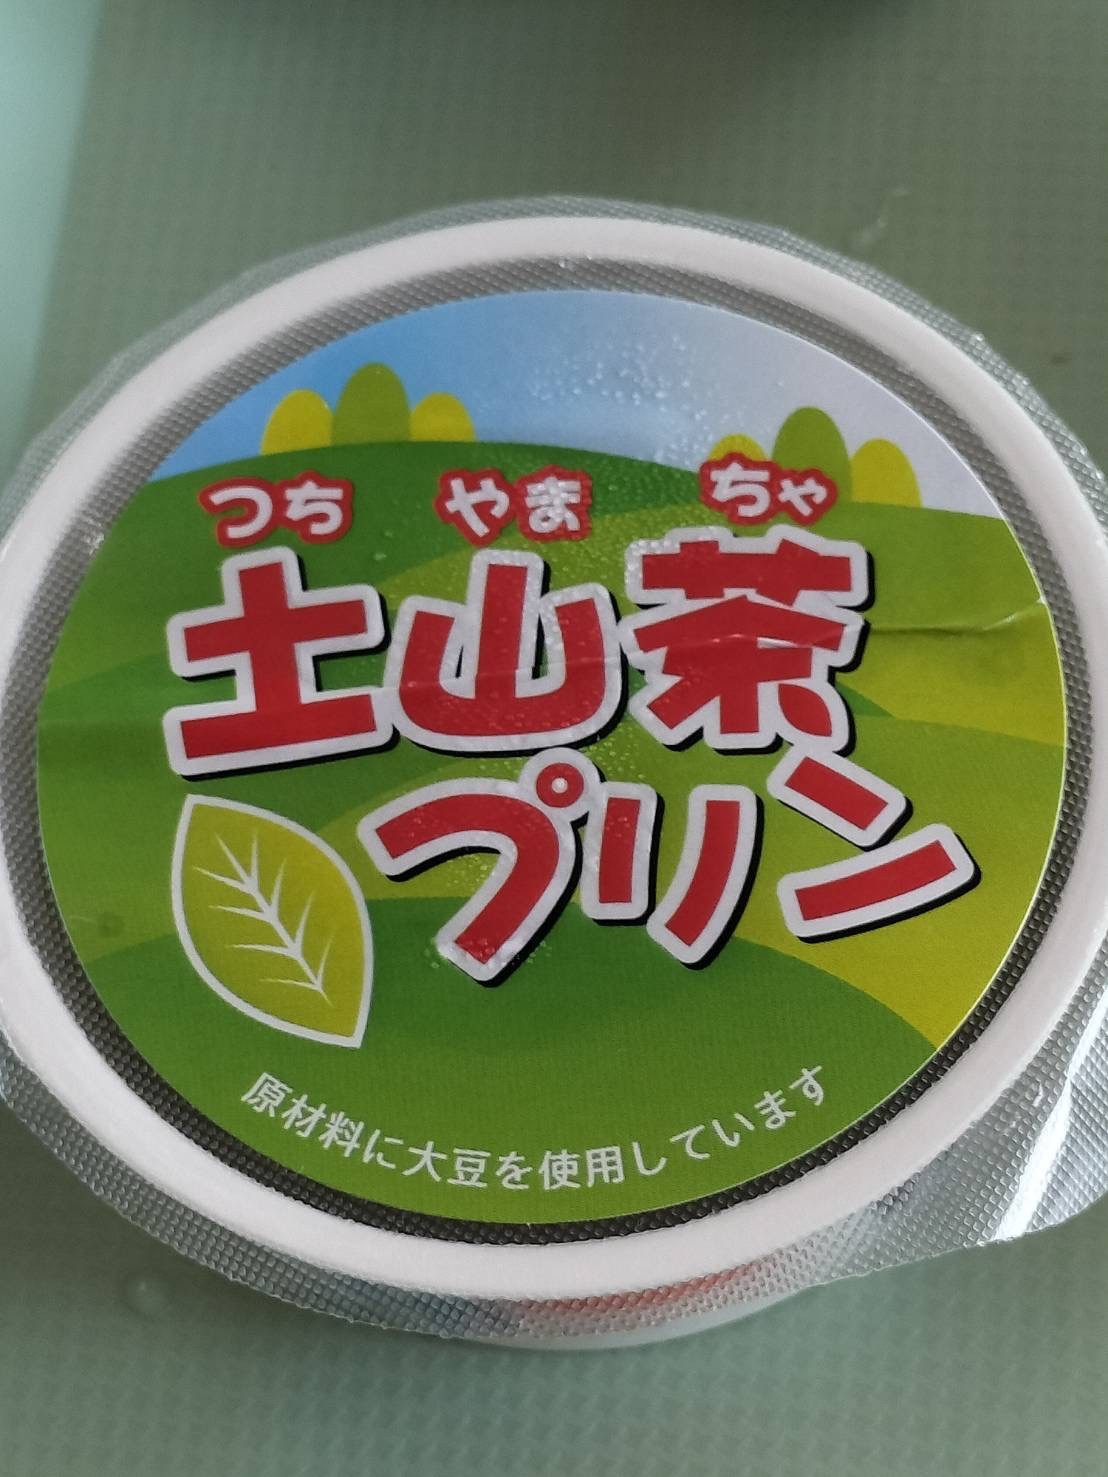 つち やま ちゃ
土山茶
プリン
原材料に大豆を使用しています